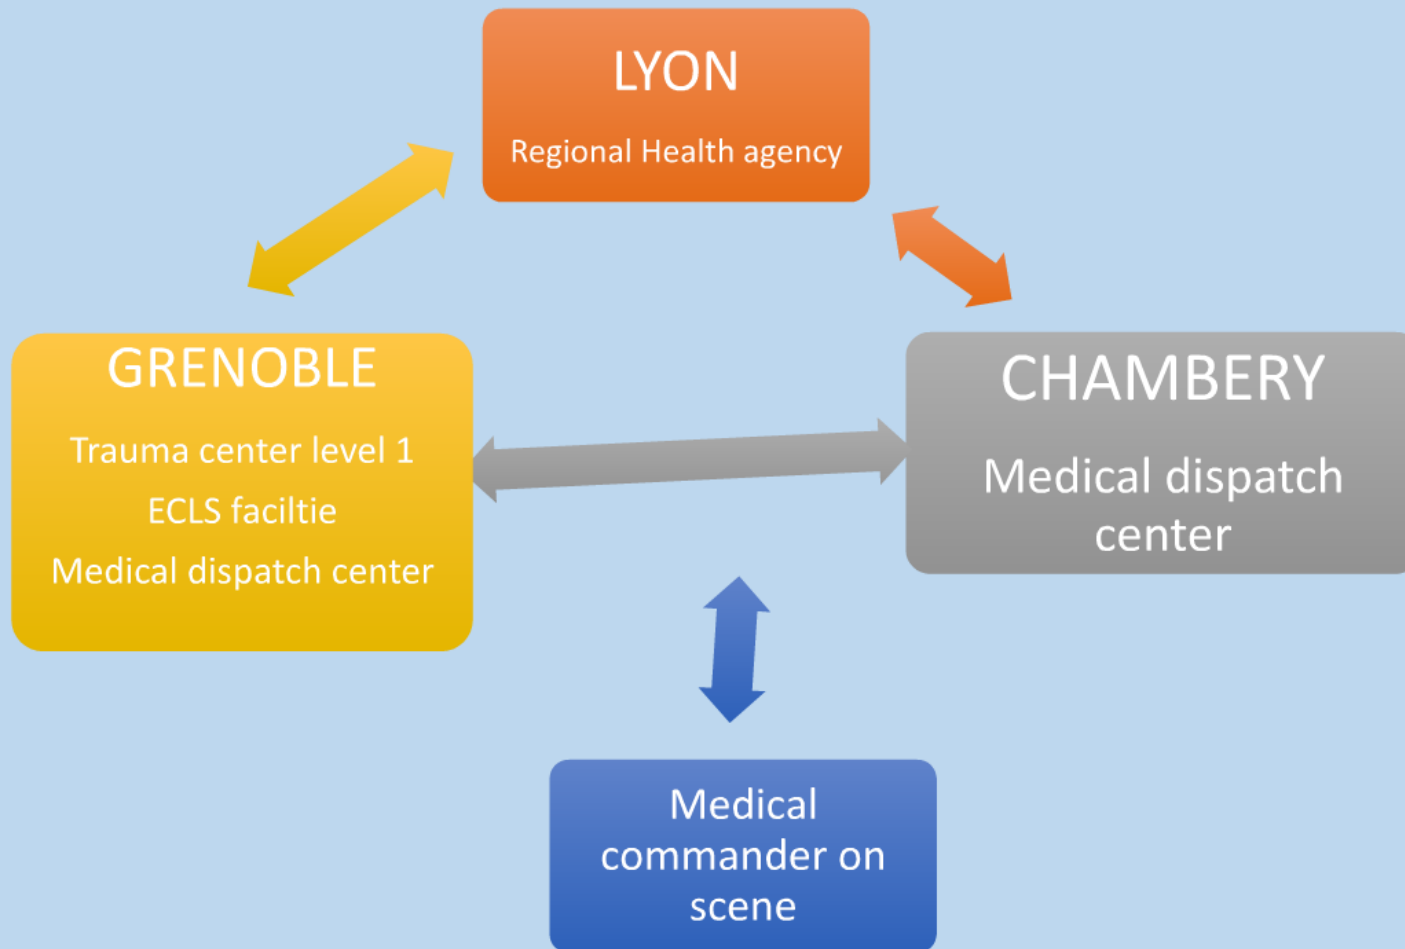 LYON
Regional Health agency
GRENOBLE
Trauma center level 1
ECLS faciltie
Medical dispatch center
CHAMBERY
Medical dispatch
center
Medical
commander on
scene